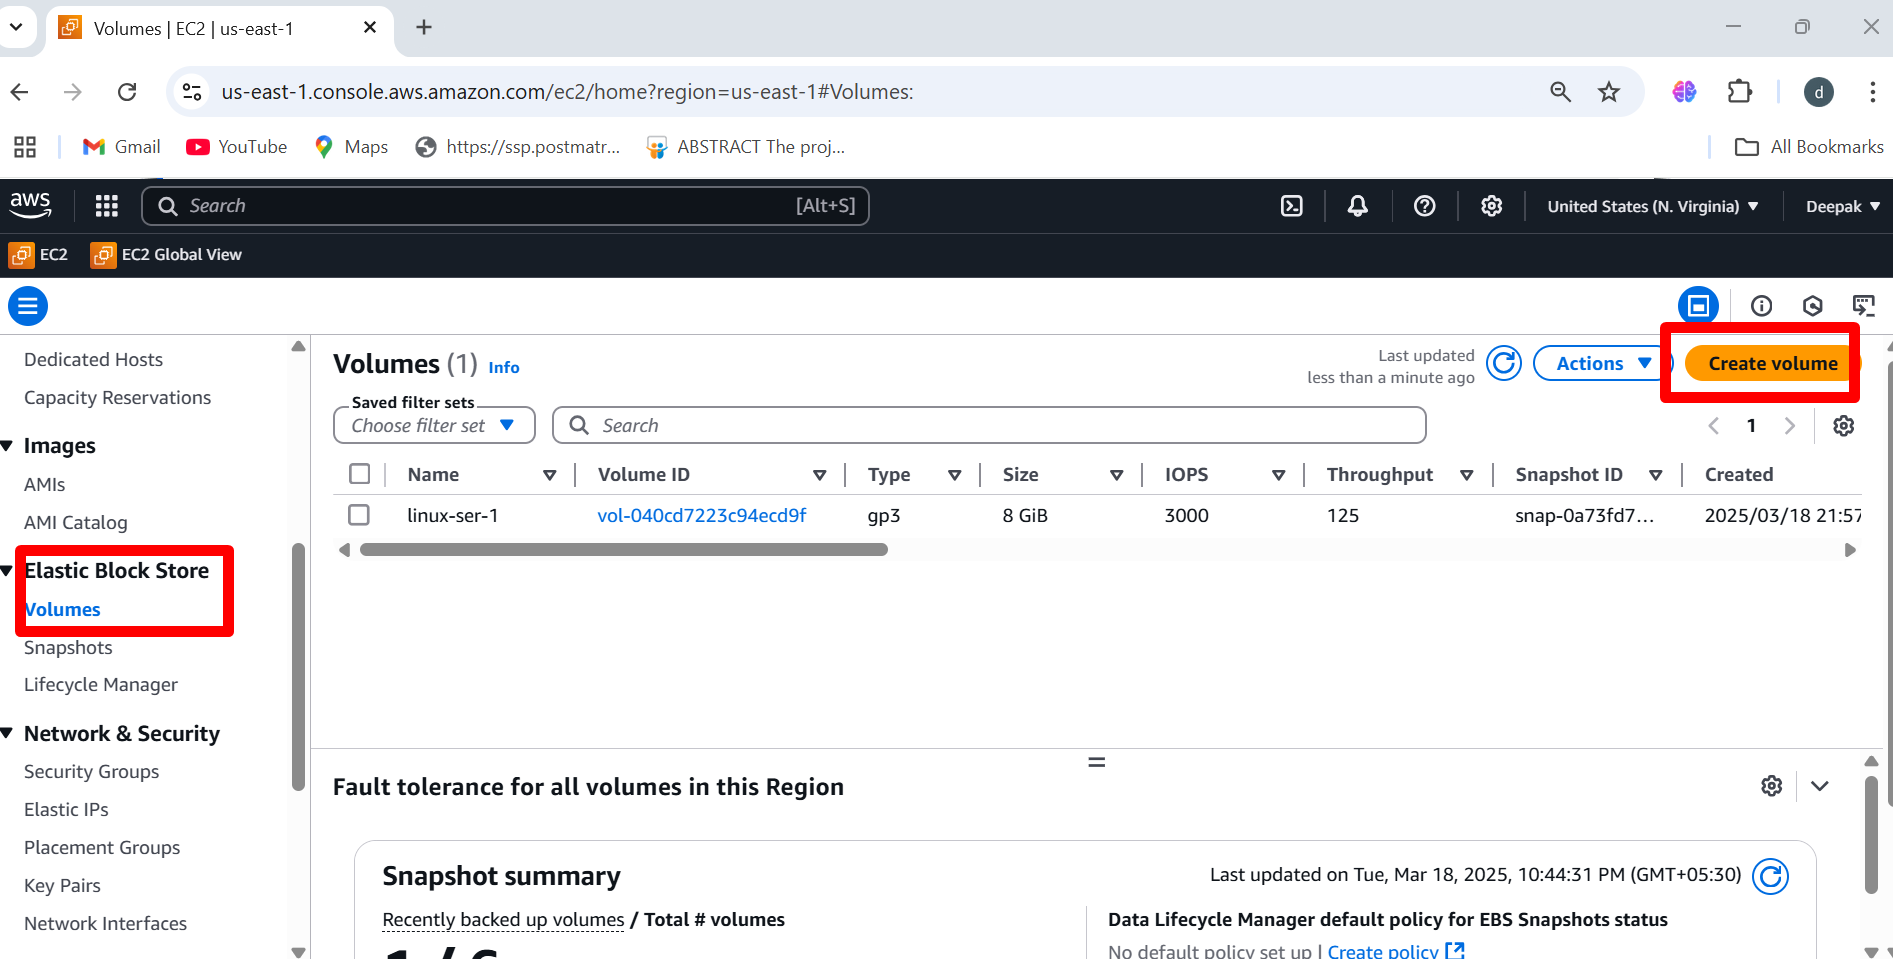 Volumes | EC2 | us-east-1
us-east-1.console.aws.amazon.com/ec2/home?region=us-east-1#Volumes:
d
Gmail
YouTube
Maps
https://ssp.postmatr...
ABSTRACT The proj...
All Bookmarks
aws
Search
[Alt+S]
United States (N. Virginia)
Deepak
EC2
EC2 Global View
Dedicated Hosts
Capacity Reservations
Images
AMIs
AMI Catalog
Elastic Block Store
Volumes
Snapshots
Lifecycle Manager
Network & Security
Security Groups
Elastic IPs
Placement Groups
Key Pairs
Network Interfaces
Volumes (1) Info
Last updated
less than a minute ago
Actions
Create volume
Saved filter sets
Choose filter set
Search
1
Name Volume ID Type Size IOPS Throughput Snapshot ID Created
linux-ser-1 vol-040cd7223c94ecd9f gp3 8 GiB 3000 125 snap-0a73fd7... 2025/03/18 21:57
Fault tolerance for all volumes in this Region
Snapshot summary
Last updated on Tue, Mar 18, 2025, 10:44:31 PM (GMT+05:30)
Recently backed up volumes / Total # volumes
1 / 6
Data Lifecycle Manager default policy for EBS Snapshots status
No default policy set up | Create policy